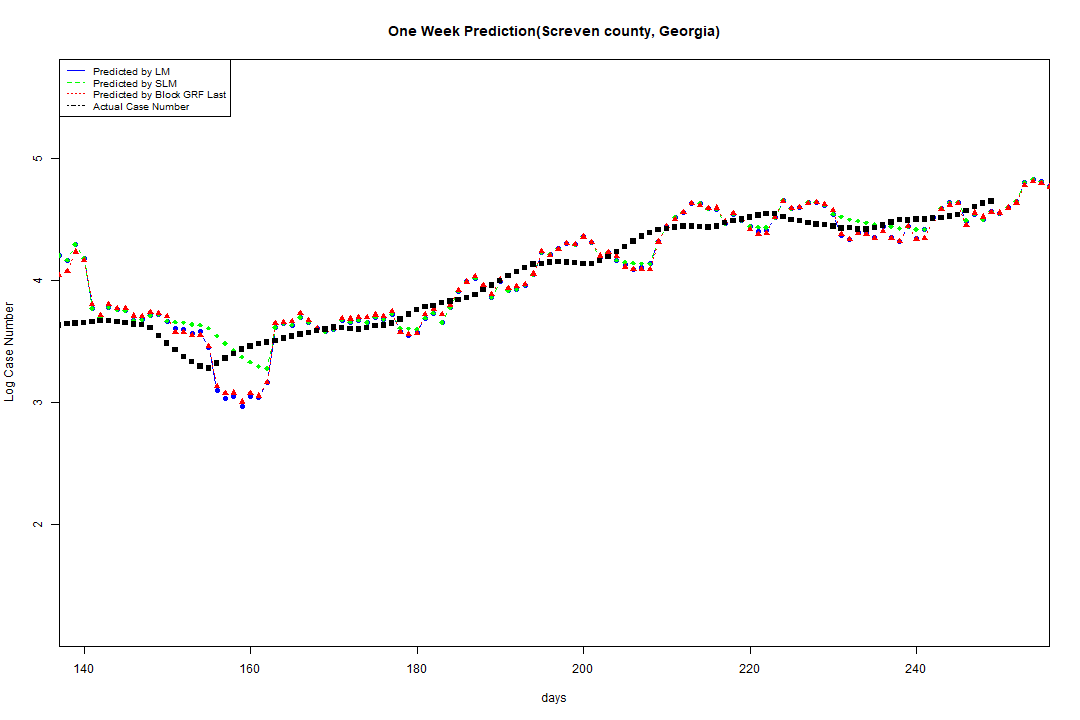 One Week Prediction(Screven county, Georgia)
Predicted by LM
Predicted by SLM
Predicted by Block GRF Last
Actual Case Number
5
4
3
2
Log Case Number
140 160 180 200 220 240
days